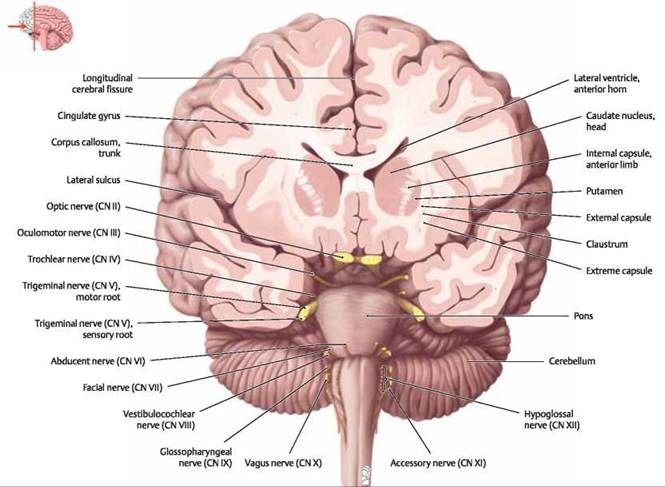 Longitudinal
cerebral fissure
Cingulate gyrus
Corpus callosum,
trunk
Lateral sulcus
Optic nerve (CN II)
Oculomotor nerve (CN III)
Trochlear nerve (CN IV)
Trigeminal nerve (CN V),
motor root
Trigeminal nerve (CN V),
sensory root
Abducent nerve (CN VI)
Facial nerve (CN VII)
Vestibulocochlear
nerve (CN VIII)
Glossopharyngeal
nerve (CN IX)
Vagus nerve (CN X)
Lateral ventricle,
anterior horn
Caudate nucleus,
head
Internal capsule,
anterior limb
Putamen
External capsule
Claustrum
Extreme capsule
Pons
Cerebellum
Hypoglossal
nerve (CN XII)
Accessory nerve (CN XI)